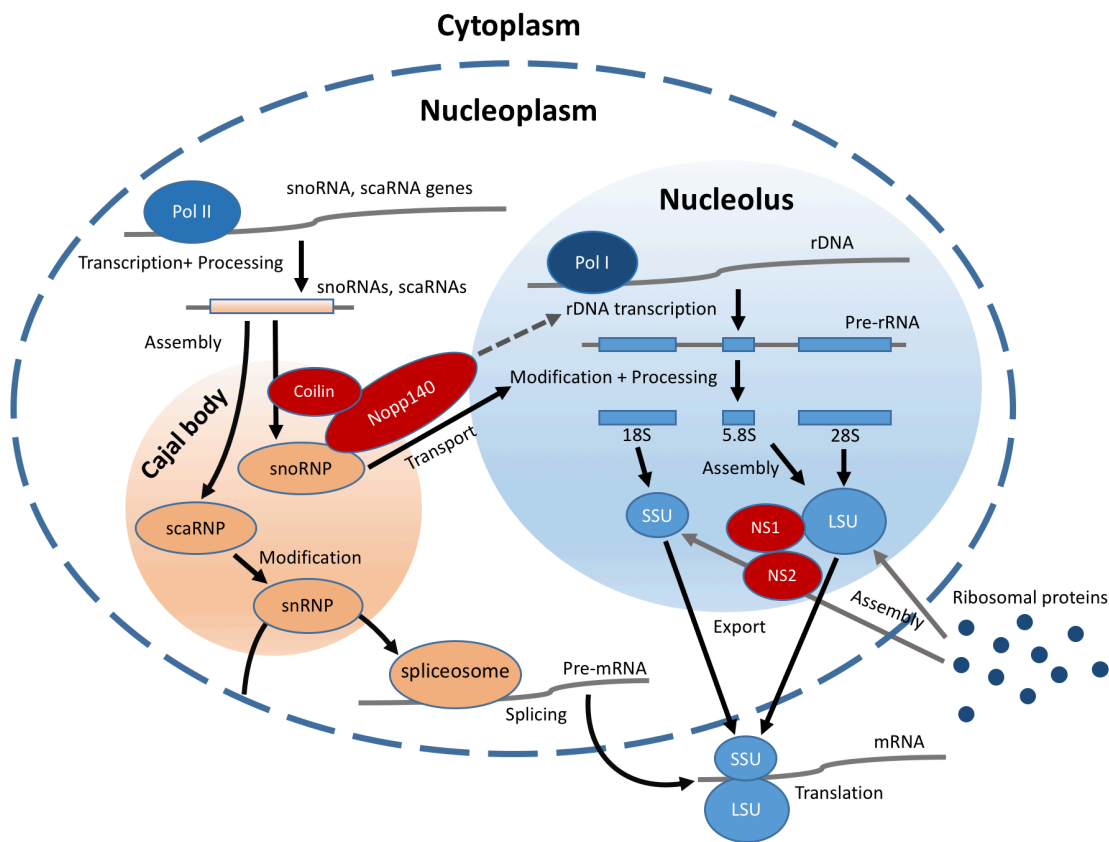 Cytoplasm
Nucleoplasm
snoRNA, scaRNA genes
Pol II
Transcription+ Processing
snoRNAs, scaRNAs
Assembly
Cajal body
Coilin
Nopp140
snoRNP
Transport
scaRNP
Modification
snRNP
spliceosome
Pre-mRNA
Splicing
Nucleolus
Pol I
rDNA
rDNA transcription
Pre-rRNA
Modification + Processing
18S
5.8S
28S
Assembly
SSU
NS1
LSU
NS2
Assembly
Ribosomal proteins
Export
SSU
mRNA
Translation
LSU